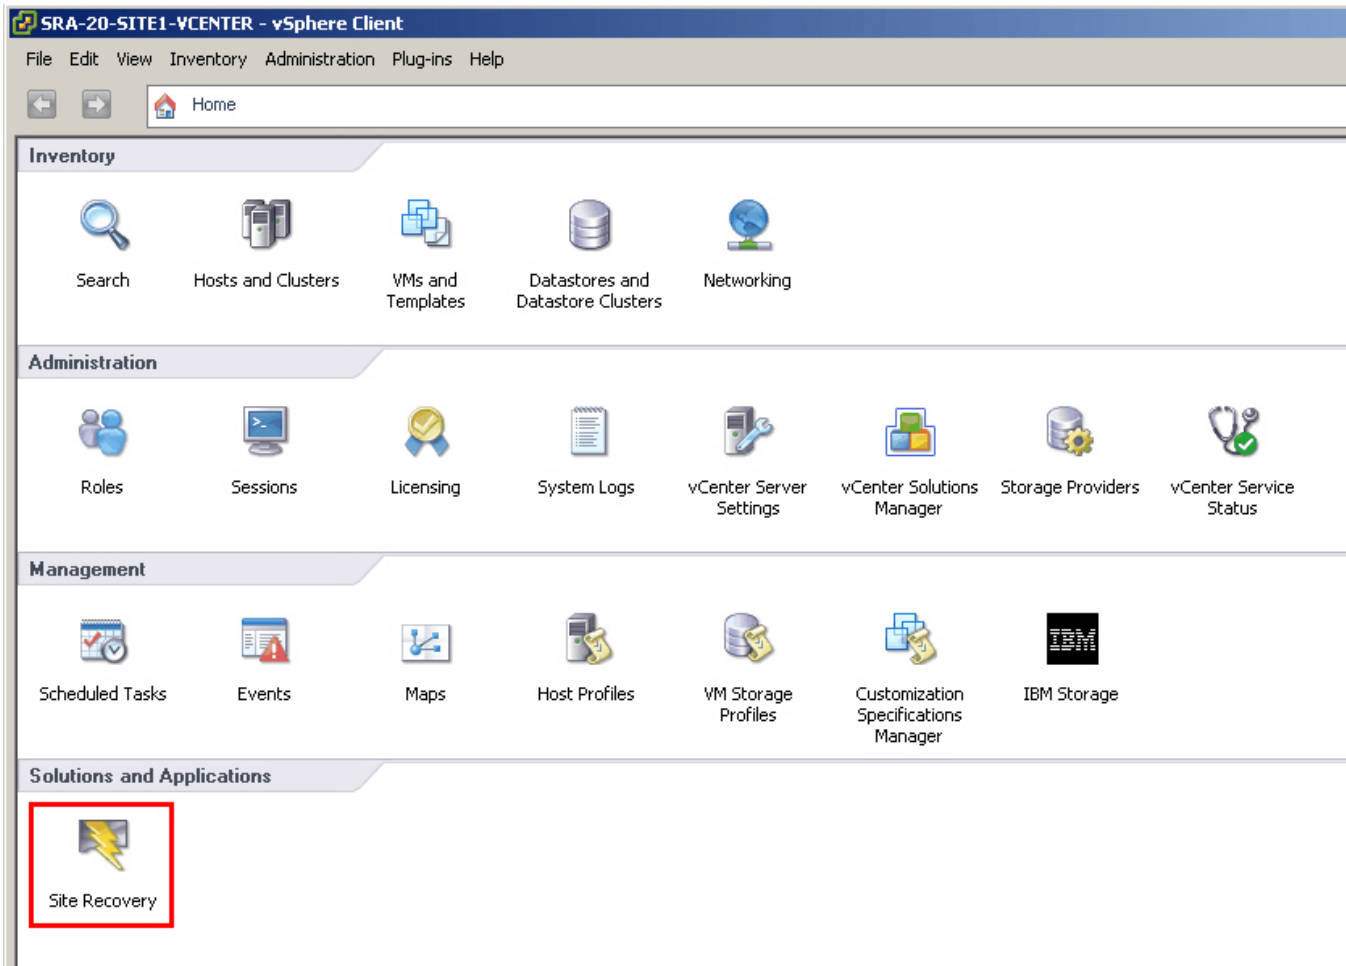 SRA-20-SITE1-VCENTER - vSphere Client
File Edit View Inventory Administration Plug-ins Help
Home
Inventory
Search
Hosts and Clusters
VMs and
Templates
Datastores and
Datastore Clusters
Networking
Administration
Roles
Sessions
Licensing
System Logs
vCenter Server
Settings
vCenter Solutions
Manager
Storage Providers
vCenter Service
Status
Management
Scheduled Tasks
Events
Maps
Host Profiles
VM Storage
Profiles
Customization
Specifications
Manager
IBM
IBM Storage
Solutions and Applications
Site Recovery